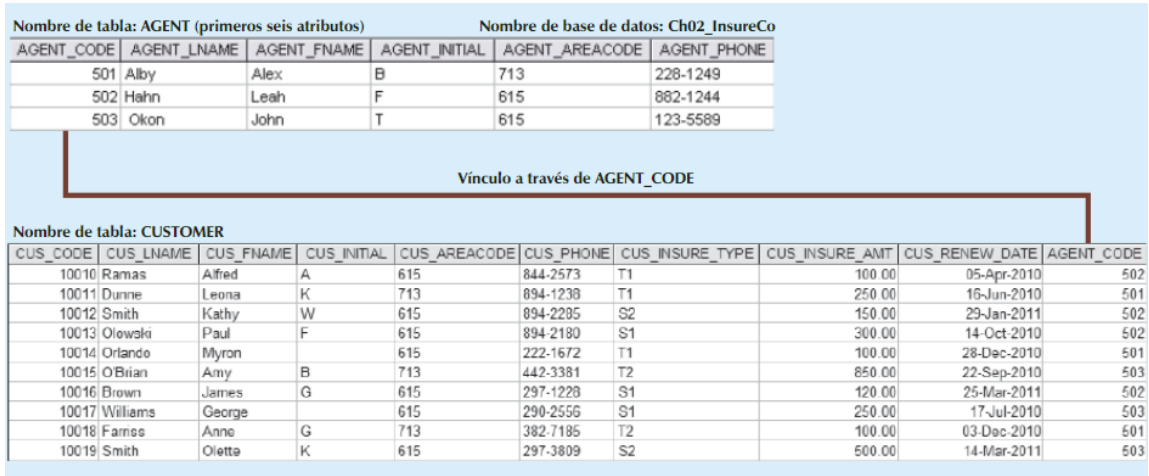 Nombre de tabla: AGENT (primeros seis atributos) Nombre de base de datos: Ch02_InsureCo
AGENT_CODE AGENT_LNAME AGENT_FNAME AGENT_INITIAL AGENT_AREACODE AGENT_PHONE
501 Alby Alex B 713 228-1249
502 Hahn Leah F 615 882-1244
503 Okon John T 615 123-5589
Vínculo a través de AGENT_CODE
Nombre de tabla: CUSTOMER
CUS_CODE CUS_LNAME CUS_FNAME CUS_INITIAL CUS_AREACODE CUS_PHONE CUS_INSURE_TYPE CUS_INSURE_AMT CUS_RENEW_DATE AGENT_CODE
10010 Ramas Alfred A 615 844-2573 T1 100.00 05-Apr-2010 502
10011 Dunne Leona K 713 894-1238 T1 250.00 16-Jun-2010 501
10012 Smith Kathy W 615 894-2285 S2 150.00 29-Jan-2011 502
10013 Olowski Paul F 615 894-2180 S1 300.00 14-Oct-2010 502
10014 Orlando Myron 615 222-1672 T1 100.00 28-Dec-2010 501
10015 O'Brian Amy B 713 442-3381 T2 850.00 22-Sep-2010 503
10016 Brown James G 615 297-1228 S1 120.00 25-Mar-2011 502
10017 Williams George 615 290-2556 S1 250.00 17-Jul-2010 503
10018 Farriss Anne G 713 382-7185 T2 100.00 03-Dec-2010 501
10019 Smith Olette K 615 297-3809 S2 500.00 14-Mar-2011 503